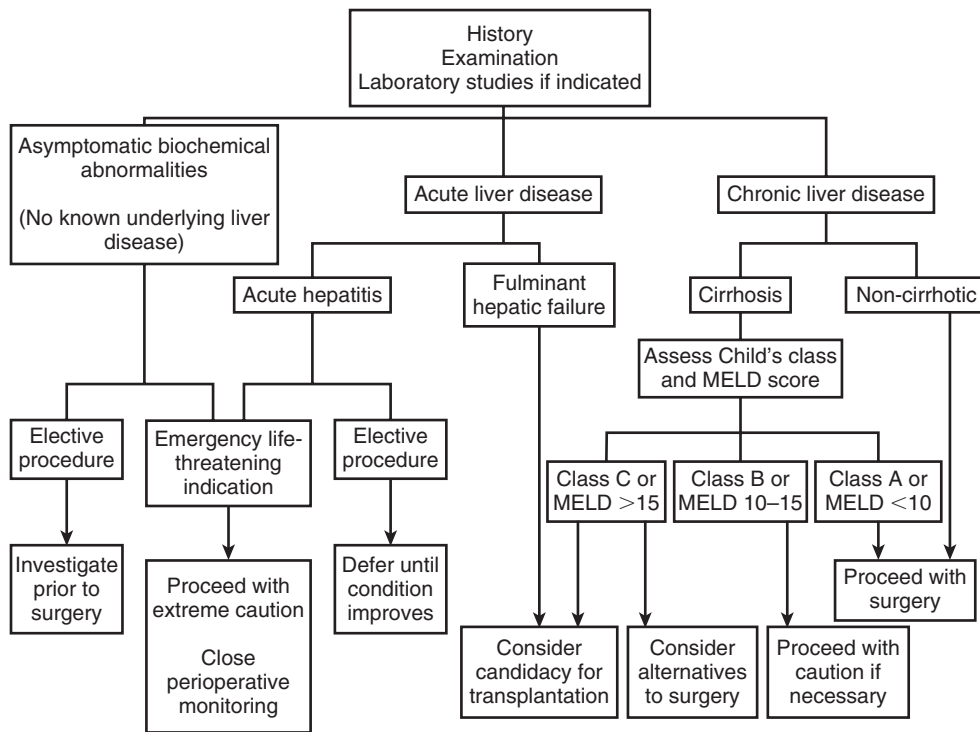 History
Examination
Laboratory studies if indicated
Asymptomatic biochemical
abnormalities
(No known underlying liver
disease)
Acute liver disease
Chronic liver disease
Acute hepatitis
Fulminant
hepatic failure
Cirrhosis
Non-cirrhotic
Assess Child's class
and MELD score
Elective
procedure
Emergency life-
threatening
indication
Elective
procedure
Class C or
MELD >15
Class B or
MELD 10–15
Class A or
MELD <10
Investigate
prior to
surgery
Proceed with
extreme caution
Close
perioperative
monitoring
Defer until
condition
improves
Consider
candidacy for
transplantation
Consider
alternatives
to surgery
Proceed with
caution if
necessary
Proceed with
surgery